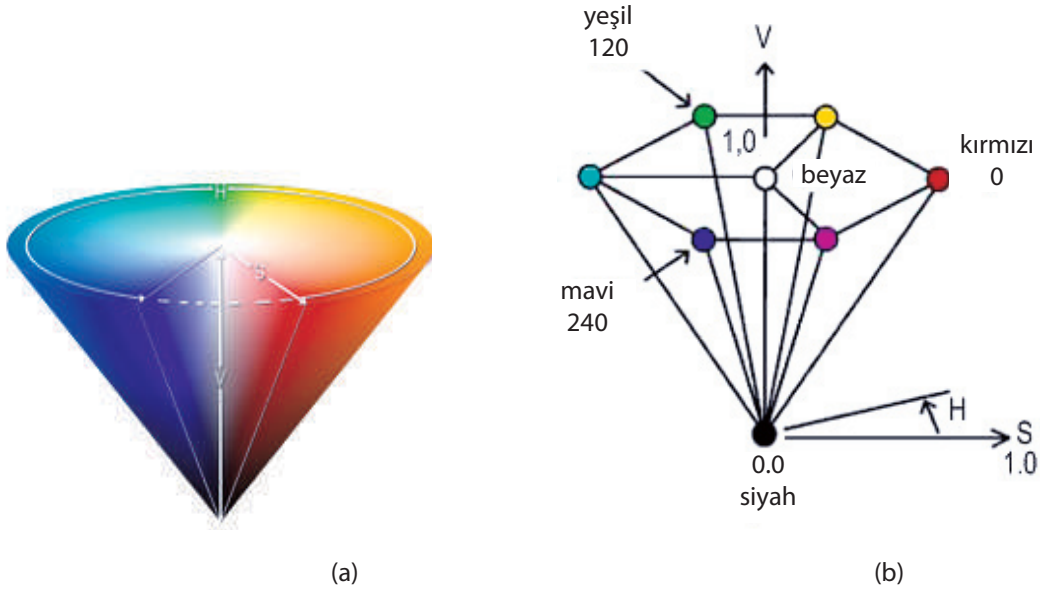 H
S
V
(a)
yeşil
120
V
1,0
beyaz
kırmızı
0
mavi
240
H
S
1.0
0.0
siyah
(b)